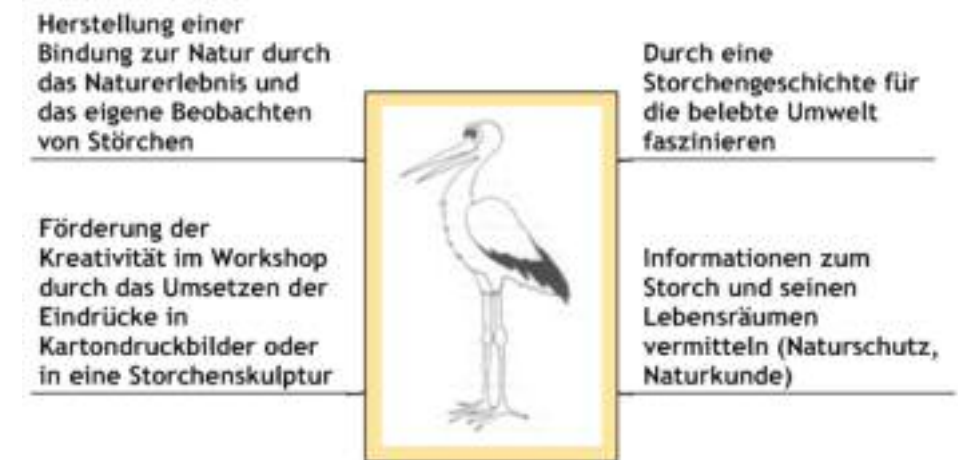 Herstellung einer
Bindung zur Natur durch
das Naturerlebnis und
das eigene Beobachten
von Störchen
Durch eine
Storchengeschichte für
die belebte Umwelt
faszinieren
Förderung der
Kreativität im Workshop
durch das Umsetzen der
Eindrücke in
Kartondruckbilder oder
in eine Storchenskulptur
Informationen zum
Storch und seinen
Lebensräumen
vermitteln (Naturschutz,
Naturkunde)